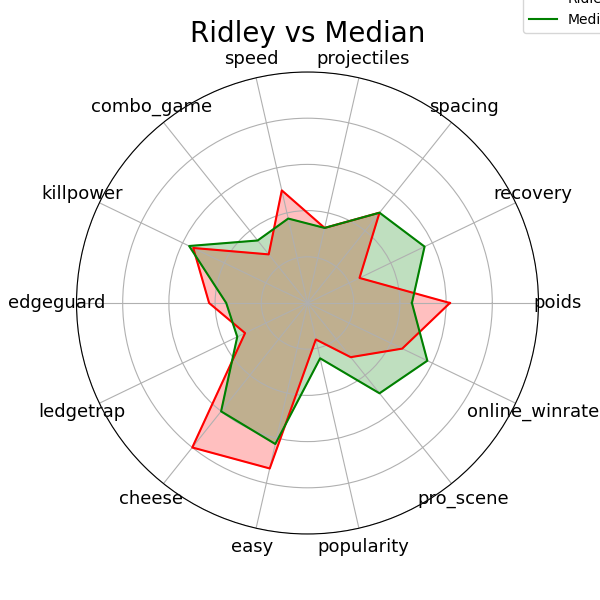 Medi
Ridley vs Median
speed
projectiles
combo_game
spacing
killpower
recovery
edgeguard
poids
ledgetrap
online_winrate
cheese
pro_scene
easy
popularity